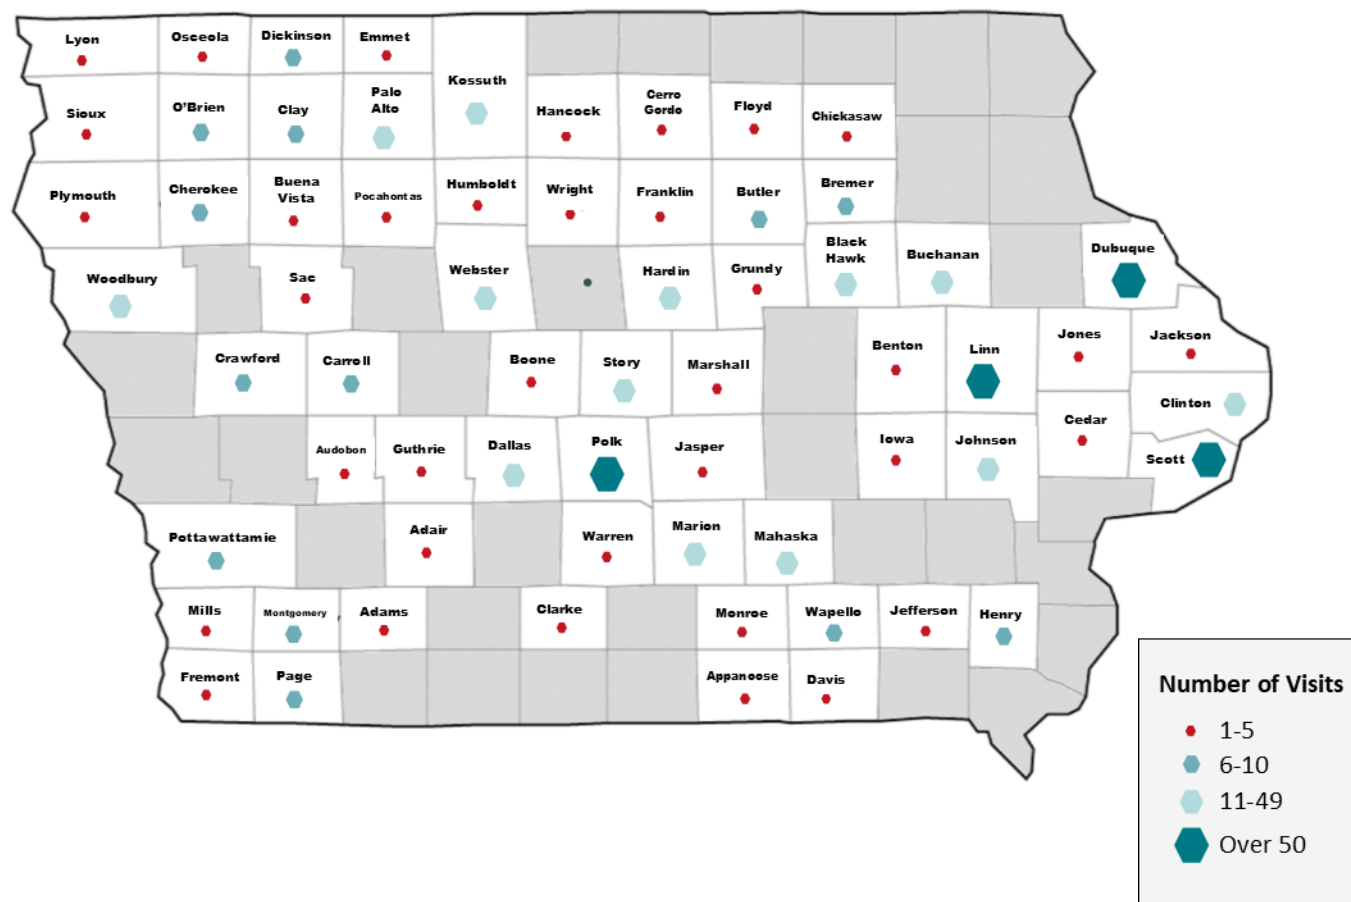 Lyon
Osceola
Dickinson
Emmet
Kossuth
Sioux
O'Brien
Clay
Palo
Alto
Hancock
Cerro
Gordo
Floyd
Chickasaw
Plymouth
Cherokee
Buena
Vista
Pocahontas
Humboldt
Wright
Franklin
Butler
Bremer
Woodbury
Sac
Webster
Hardin
Grundy
Black
Hawk
Buchanan
Dubuque
Crawford
Carroll
Boone
Story
Marshall
Benton
Linn
Jones
Jackson
Clinton
Audobon
Guthrie
Dallas
Polk
Jasper
Iowa
Johnson
Cedar
Scott
Pottawattamie
Adair
Warren
Marion
Mahaska
Mills
Montgomery
Adams
Clarke
Monroe
Wapello
Jefferson
Henry
Fremont
Page
Appanoose
Davis
Number of Visits
1-5
6-10
11-49
Over 50